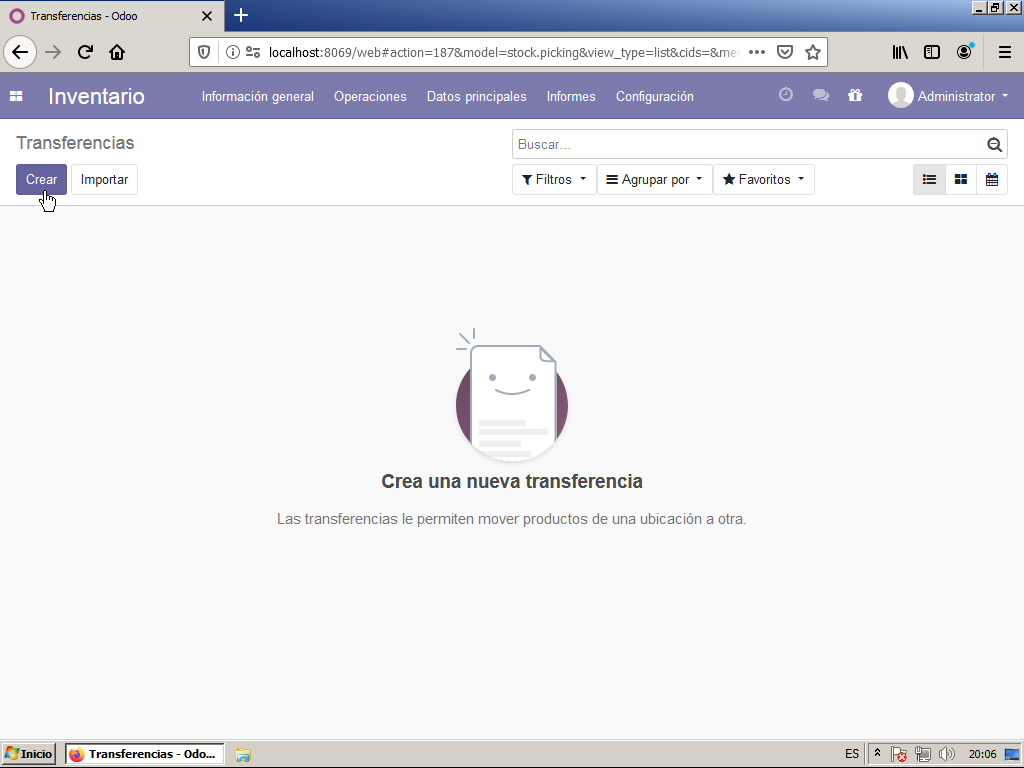 Transferencias - Odoo
localhost:8069/web#action=187&model=stock.picking&view_type=list&cids=&me
Inventario
Información general
Operaciones
Datos principales
Informes
Configuración
Administrator
Transferencias
Buscar...
Crear
Importar
Filtros
Agrupar por
Favoritos
Crea una nueva transferencia
Las transferencias le permiten mover productos de una ubicación a otra.
Inicio
Transferencias - Odo...
ES
20:06